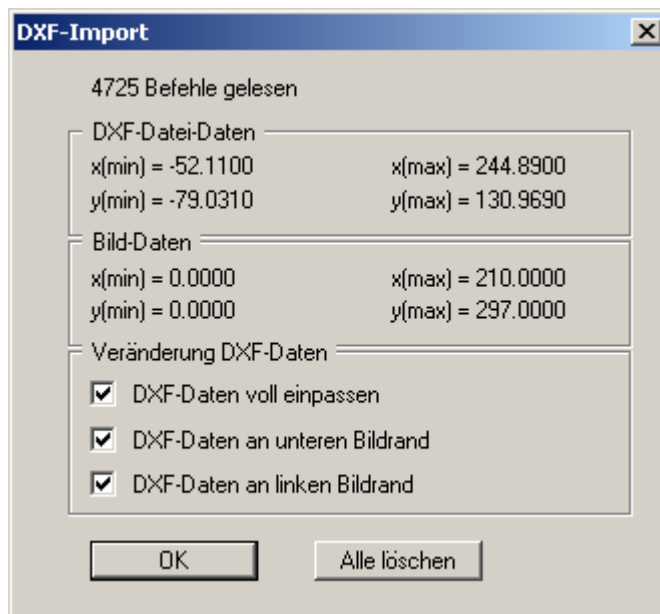 DXF-Import
4725 Befehle gelesen
DXF-Datei-Daten
x(min) = -52.1100 x(max) = 244.8900
y(min) = -79.0310 y(max) = 130.9690
Bild-Daten
x(min) = 0.0000 x(max) = 210.0000
y(min) = 0.0000 y(max) = 297.0000
Veränderung DXF-Daten
DXF-Daten voll einpassen
DXF-Daten an unteren Bildrand
DXF-Daten an linken Bildrand
OK Alle löschen